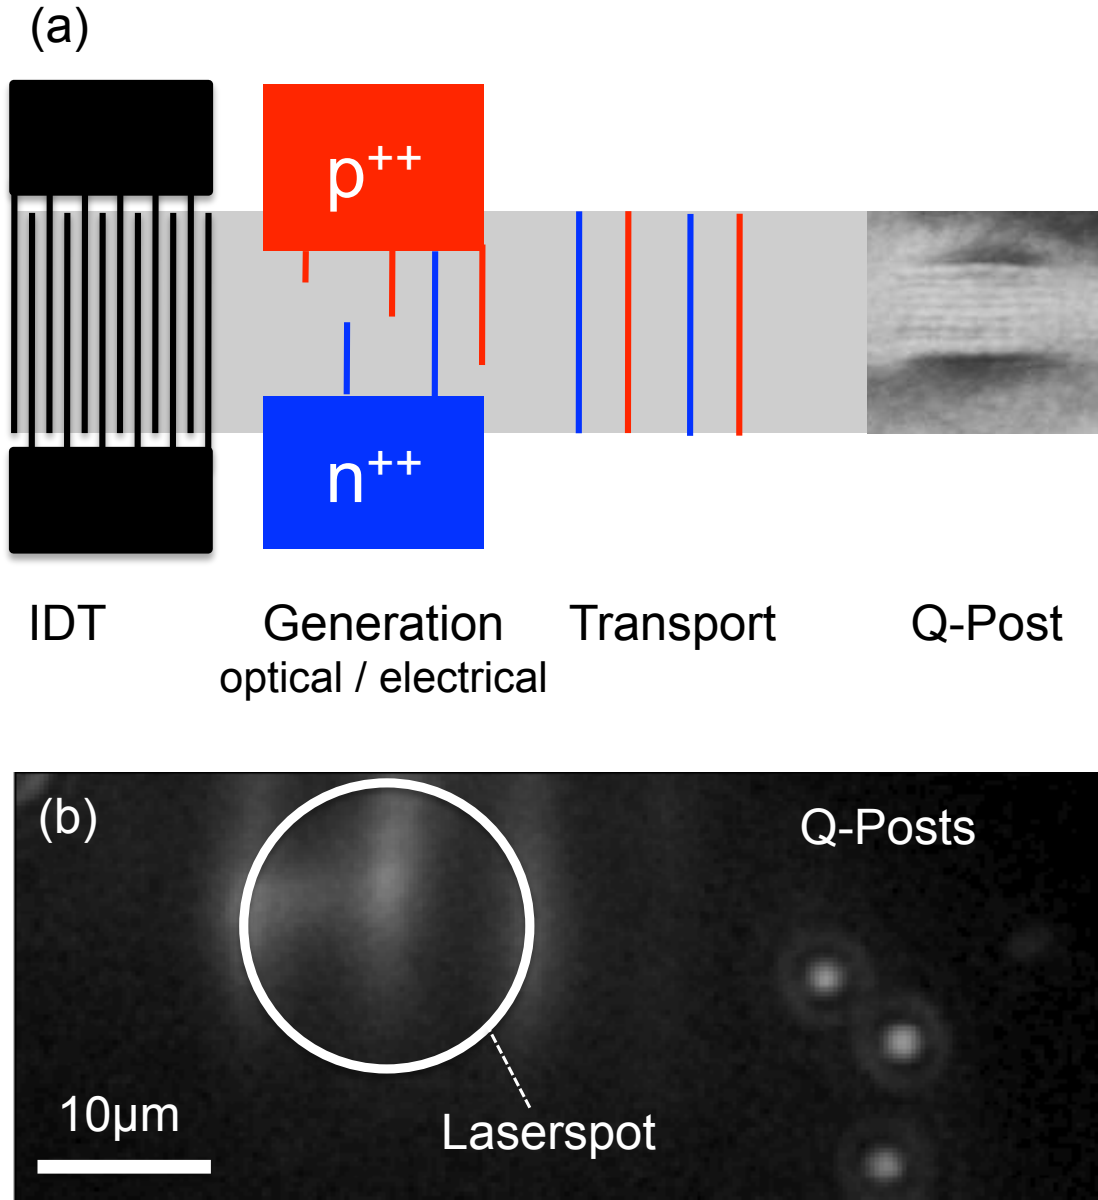 (a)
p++
n++
IDT Generation Transport Q-Post
optical / electrical
(b)
Q-Posts
10μm
Laserspot